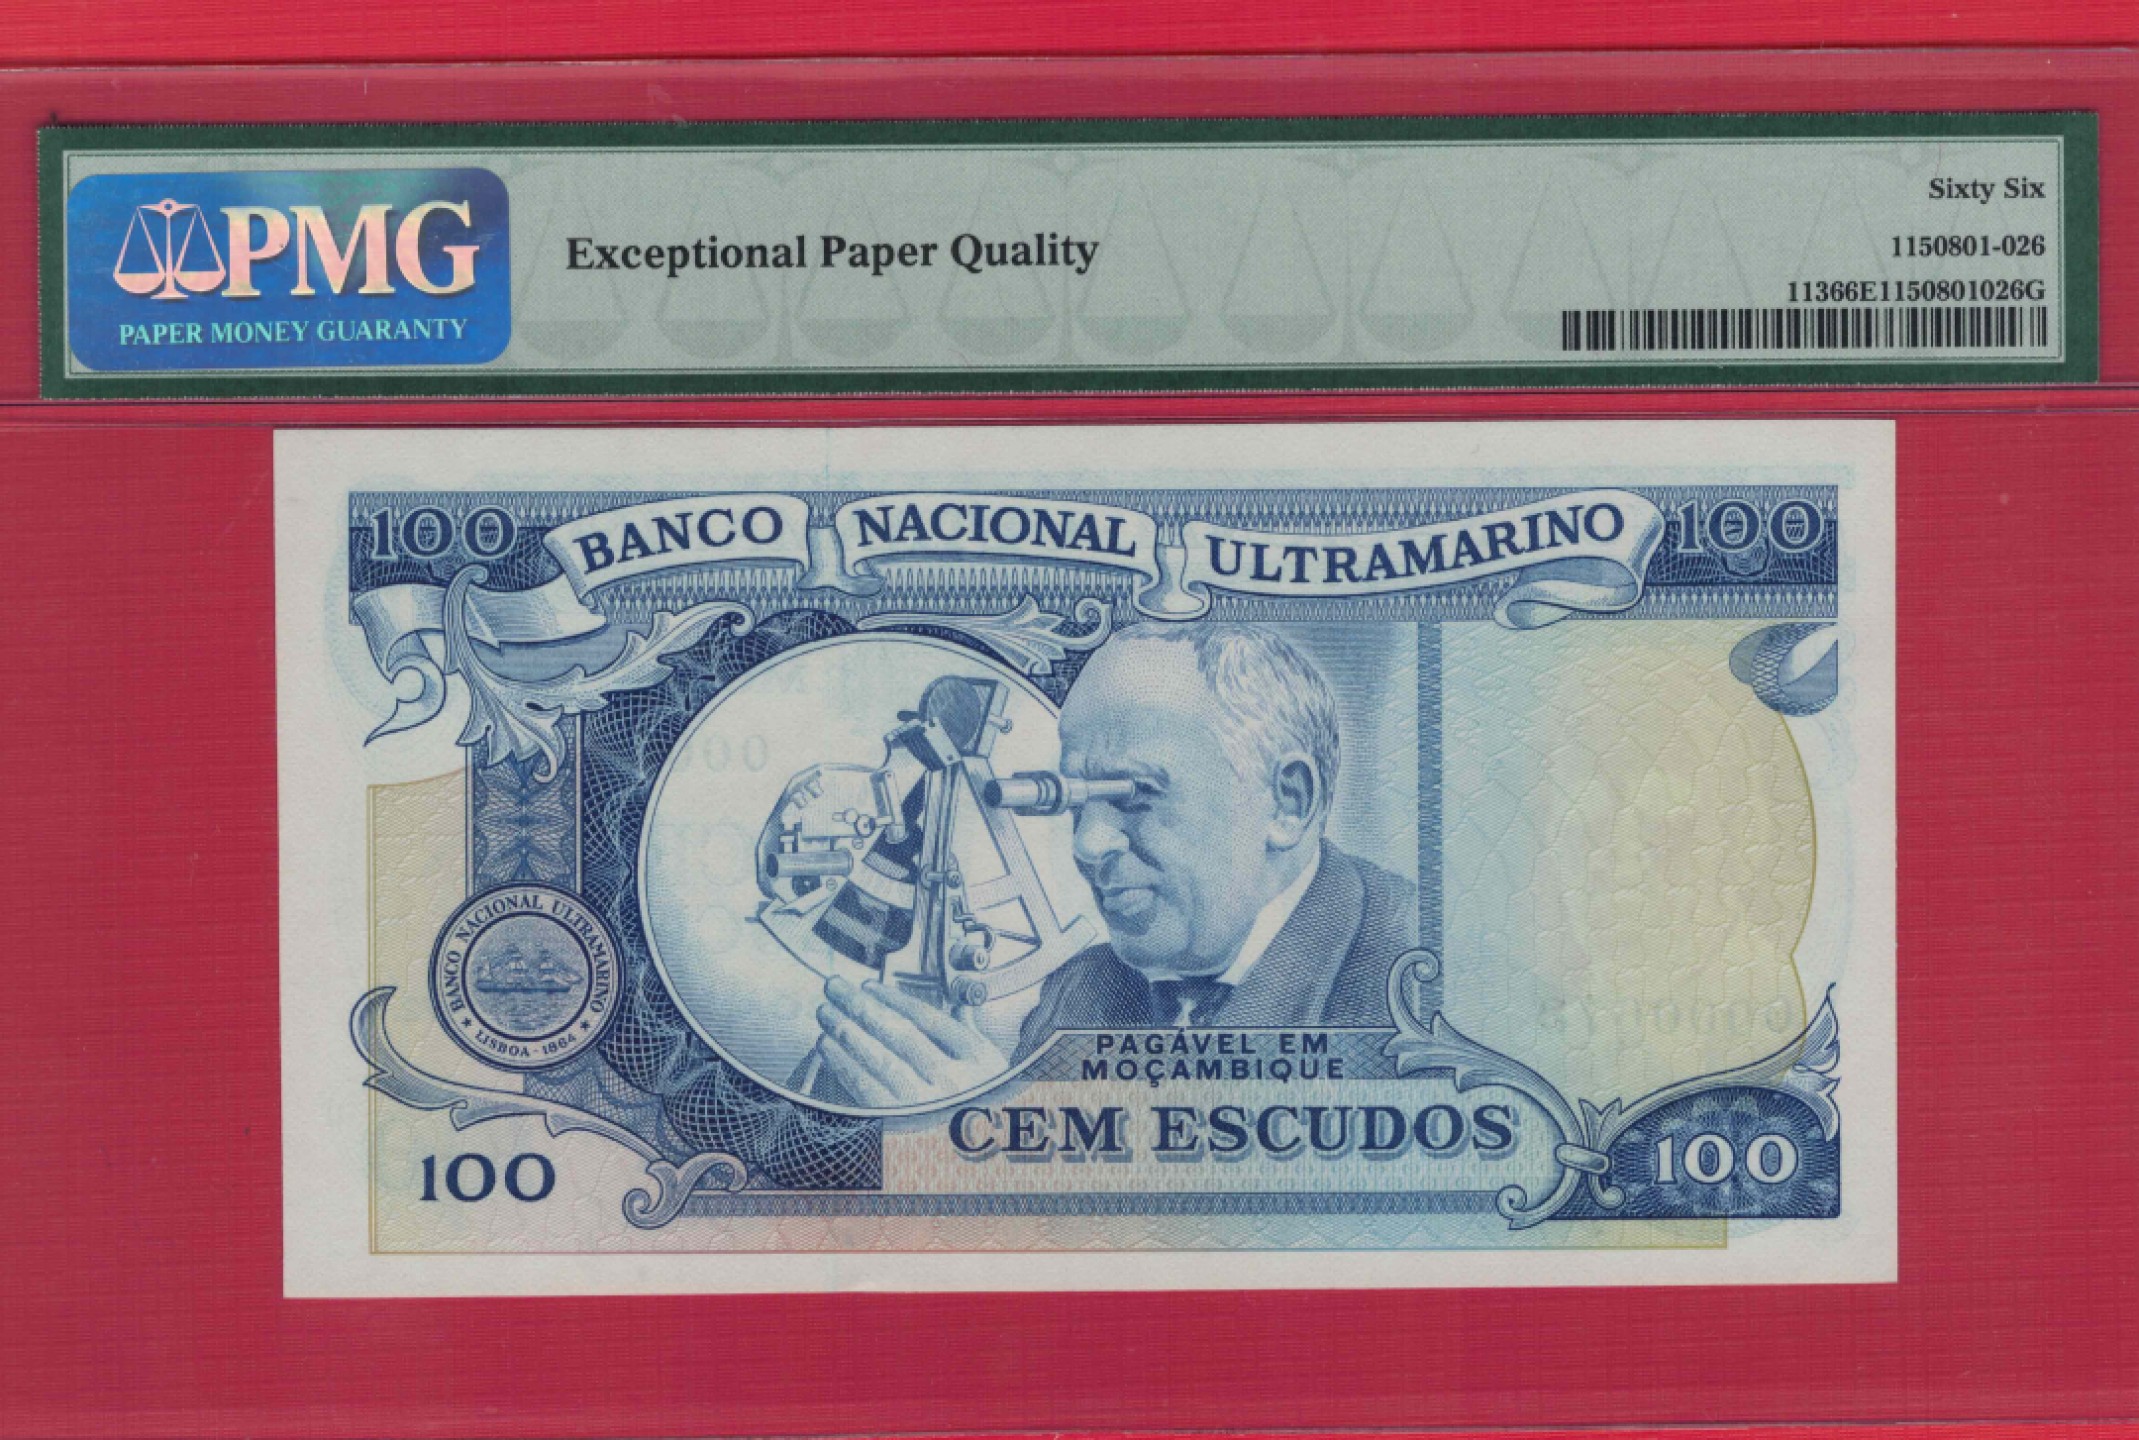 PMG
PAPER MONEY GUARANTY
Exceptional Paper Quality
Sixty Six
1150801-026
11366E1150801026G
100 BANCO NACIONAL ULTRAMARINO 100
BANCO NACIONAL ULTRAMARINO
LISBOA - 1864
PAGÁVEL EM
MOÇAMBIQUE
CEM ESCUDOS
100
100